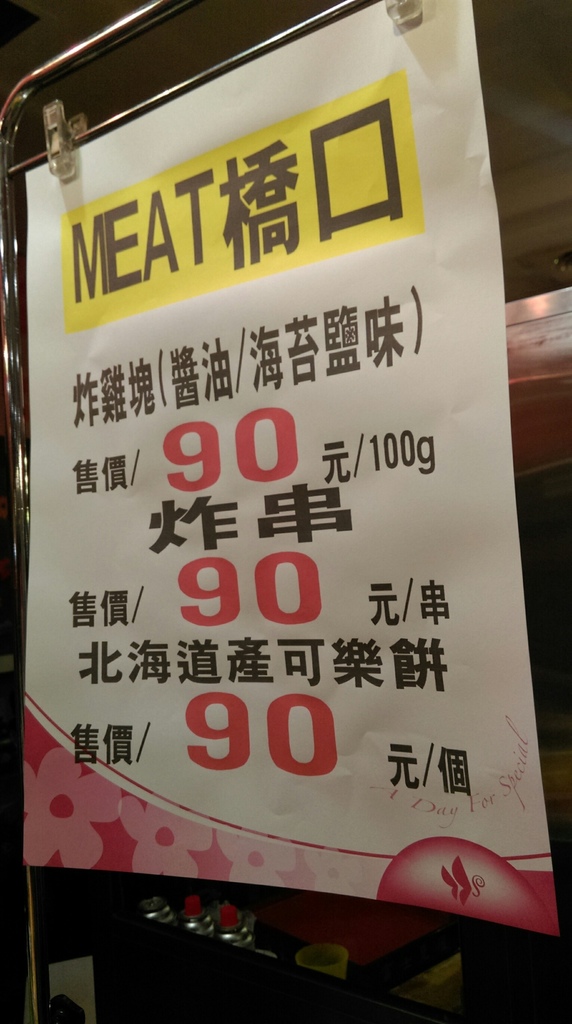 MEAT橋口
炸雞塊(醬油/海苔鹽味)
售價/ 90 元/100g
炸串
售價/ 90 元/串
北海道產可樂餅
售價/ 90 元/個
A Day For Special